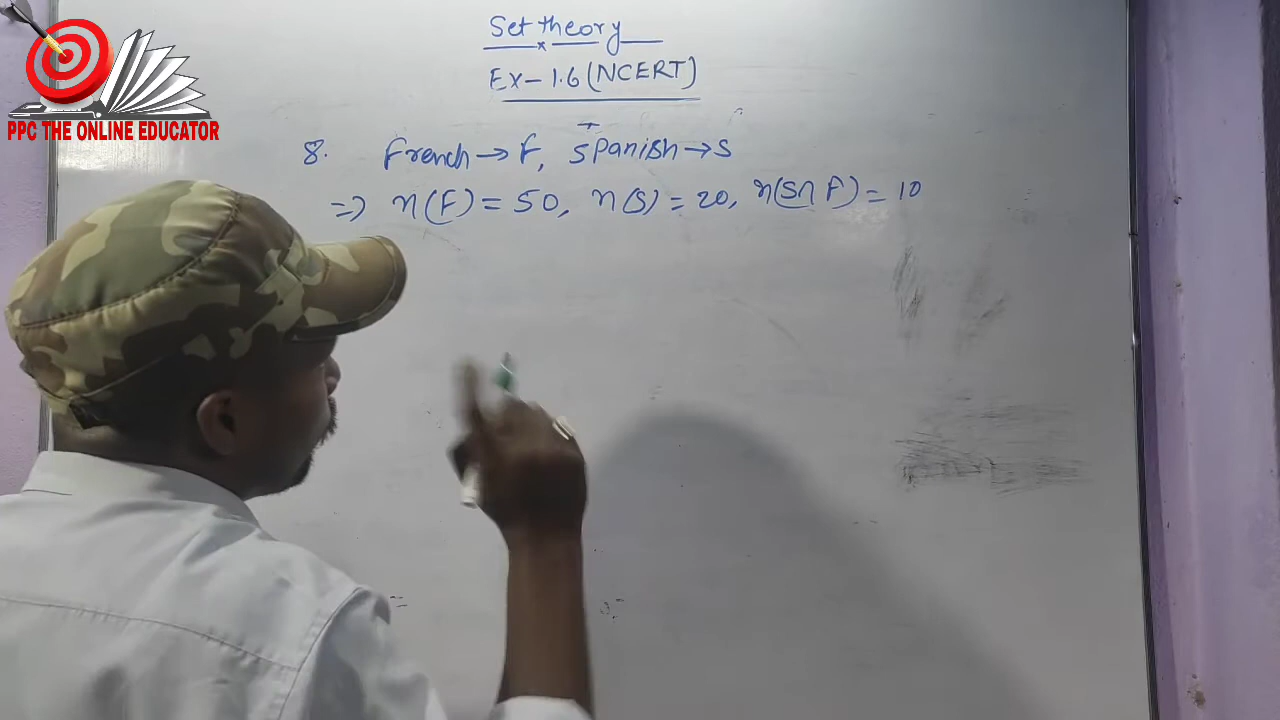 Set theory
Ex-1.6 (NCERT)
PPC THE ONLINE EDUCATOR
8. French → F, Spanish → S
⇒ n(F) = 50, n(S) = 20, n(S∩F) = 10